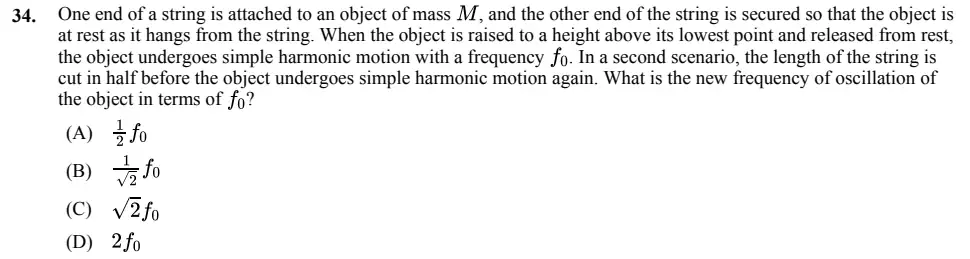 34. One end of a string is attached to an object of mass M, and the other end of the string is secured so that the object is
at rest as it hangs from the string. When the object is raised to a height above its lowest point and released from rest,
the object undergoes simple harmonic motion with a frequency f₀. In a second scenario, the length of the string is
cut in half before the object undergoes simple harmonic motion again. What is the new frequency of oscillation of
the object in terms of f₀?
(A) 1/2 f₀
(B) 1/√2 f₀
(C) √2f₀
(D) 2f₀